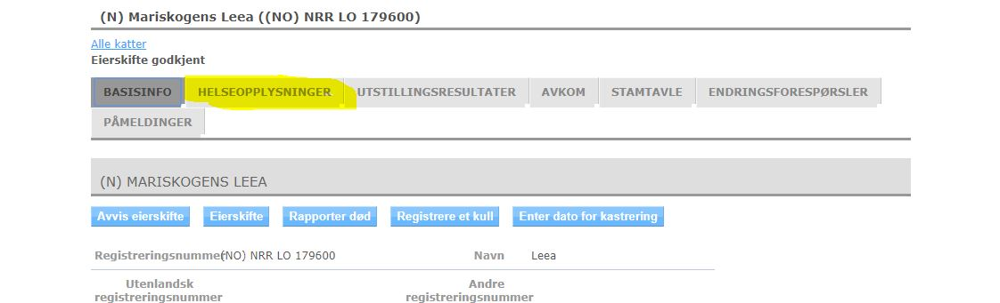 (N) Mariskogens Leea ((NO) NRR LO 179600)
Alle katter
Eierskifte godkjent
BASISINFO HELSEOPPLYSNINGER UTSTILLINGSRESULTATER AVKOM STAMTAVLE ENDRINGSFORESPØRSLER
PÅMELDINGER
(N) MARISKOGENS LEEA
Avvis eierskifte Eierskifte Rapporter død Registrere et kull Enter dato for kastrering
Registreringsnummer (NO) NRR LO 179600 Navn Leea
Utenlandsk Andre
registreringsnummer registreringsnummer